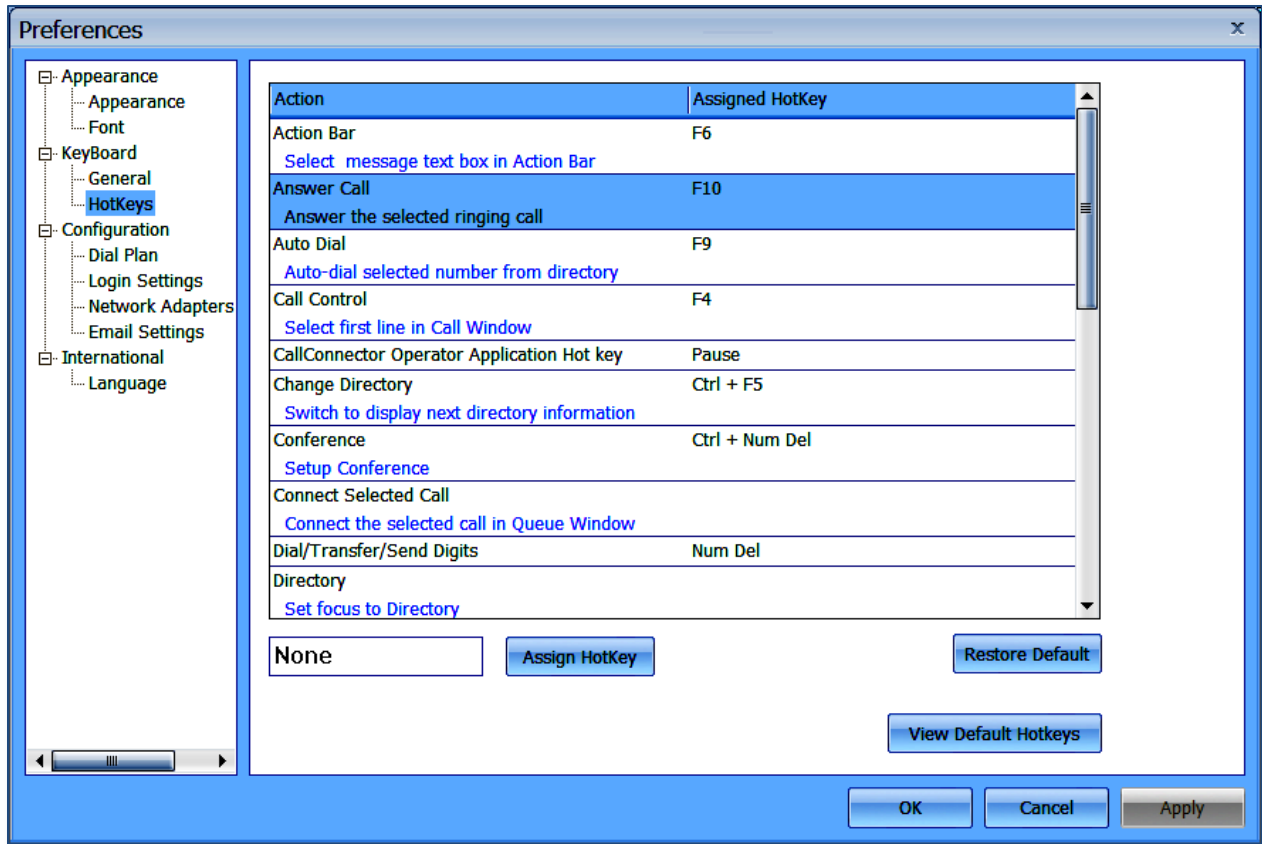 Preferences
x
Appearance
Appearance
Font
KeyBoard
General
HotKeys
Configuration
Dial Plan
Login Settings
Network Adapters
Email Settings
International
Language
Action Assigned HotKey
Action Bar F6
Select message text box in Action Bar
Answer Call F10
Answer the selected ringing call
Auto Dial F9
Auto-dial selected number from directory
Call Control F4
Select first line in Call Window
CallConnector Operator Application Hot key Pause
Change Directory Ctrl + F5
Switch to display next directory information
Conference Ctrl + Num Del
Setup Conference
Connect Selected Call
Connect the selected call in Queue Window
Dial/Transfer/Send Digits Num Del
Directory
Set focus to Directory
None Assign HotKey Restore Default
View Default Hotkeys
OK Cancel Apply